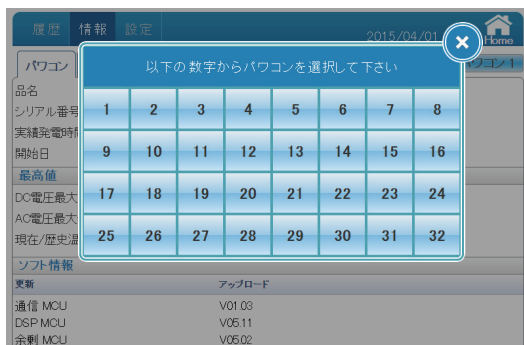 履歴 情報 設定
2015/04/01
Home
パワコン
パワコン1
以下の数字からパワコンを選択して下さい
品名
シリアル番号
実績発電時間
開始日
1 2 3 4 5 6 7 8
9 10 11 12 13 14 15 16
17 18 19 20 21 22 23 24
25 26 27 28 29 30 31 32
最高値
DC電圧最大
AC電圧最大
現在/歴史温
ソフト情報
更新 アップロード
通信 MCU V01.03
DSP MCU V05.11
余剰 MCU V05.02